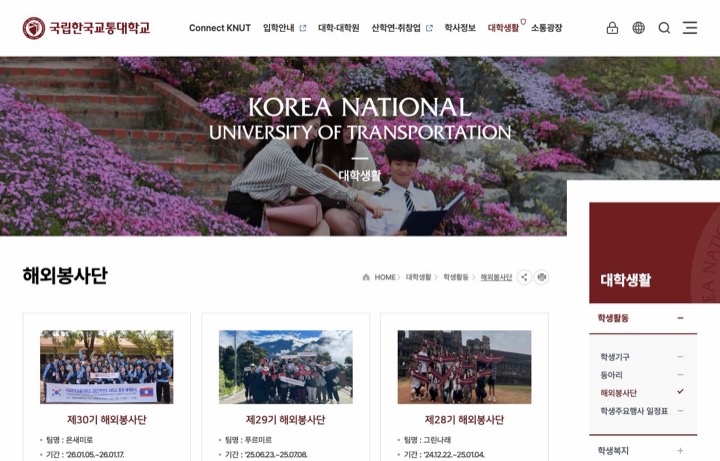 국립한국교통대학교
Connect KNUT 입학안내 대학·대학원 산학연·취창업 학사정보 대학생활 소통광장
KOREA NATIONAL
UNIVERSITY OF TRANSPORTATION
대학생활
대학생활
해외봉사단
HOME 대학생활 학생활동 해외봉사단
학생활동
학생기구
동아리
해외봉사단
학생주요행사 일정표
학생복지
제30기 해외봉사단
• 팀명 : 온새미로
• 기간 : '26.01.05.~26.01.17.
제29기 해외봉사단
• 팀명 : 푸르미르
• 기간 : '25.06.23.~25.07.08.
제28기 해외봉사단
• 팀명 : 그린나래
• 기간 : '24.12.22.~25.01.04.